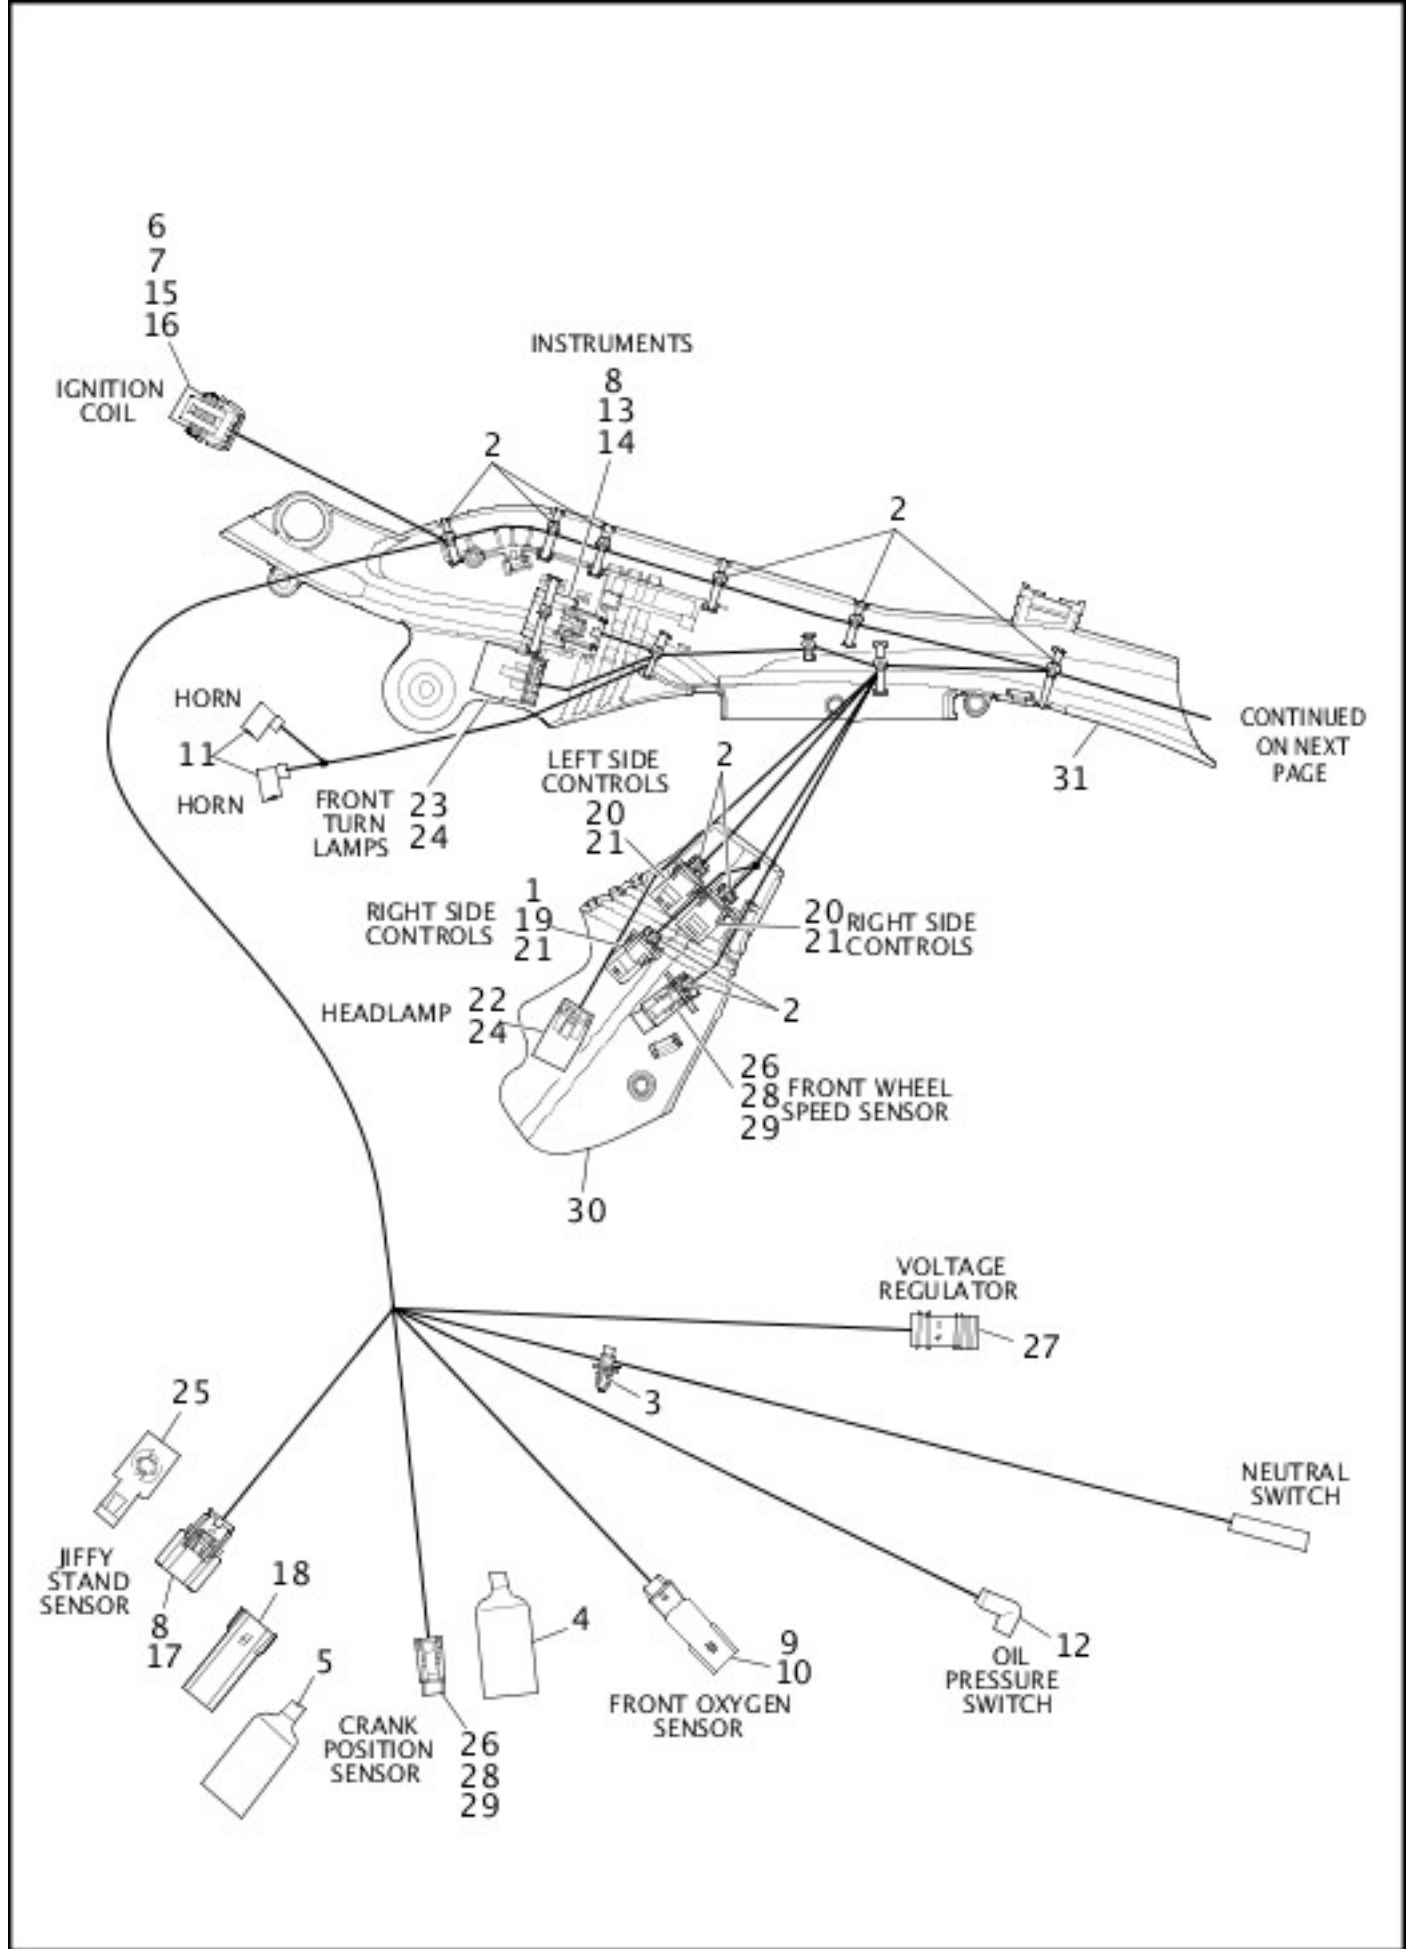 6
7
15
16
IGNITION
COIL
INSTRUMENTS
8
13
14
2
2
HORN
11
HORN
FRONT
TURN
LAMPS
23
24
LEFT SIDE
CONTROLS
20
21
2
31
CONTINUED
ON NEXT
PAGE
RIGHT SIDE
CONTROLS
1
19
21
20
21
RIGHT SIDE
CONTROLS
HEADLAMP
22
24
2
26
28
29
FRONT WHEEL
SPEED SENSOR
30
VOLTAGE
REGULATOR
27
3
25
NEUTRAL
SWITCH
JIFFY
STAND
SENSOR
8
17
18
5
4
CRANK
POSITION
SENSOR
26
28
29
9
10
FRONT OXYGEN
SENSOR
12
OIL
PRESSURE
SWITCH